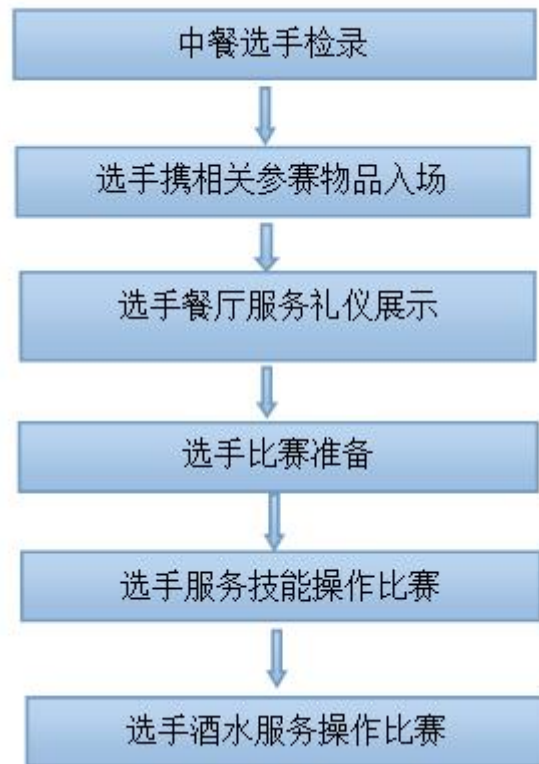 中餐选手检录
选手携相关参赛物品入场
选手餐厅服务礼仪展示
选手比赛准备
选手服务技能操作比赛
选手酒水服务操作比赛